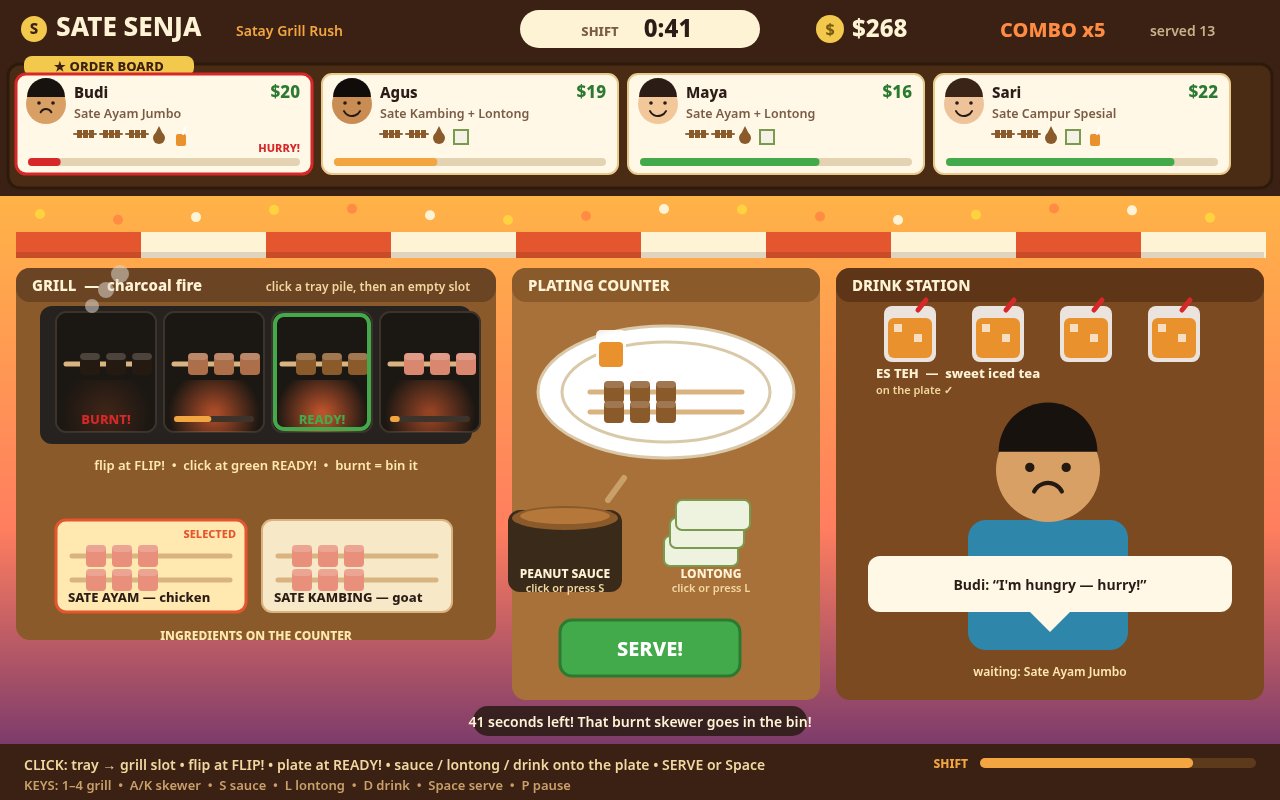 S SATE SENJA Satay Grill Rush SHIFT 0:41 $ $268 COMBO x5 served 13
★ ORDER BOARD
Budi $20
Sate Ayam Jumbo
HURRY!
Agus $19
Sate Kambing + Lontong
Maya $16
Sate Ayam + Lontong
Sari $22
Sate Campur Spesial
GRILL — charcoal fire click a tray pile, then an empty slot
BURNT!
READY!
flip at FLIP! • click at green READY! • burnt = bin it
SELECTED
SATE AYAM — chicken
SATE KAMBING — goat
INGREDIENTS ON THE COUNTER
PLATING COUNTER
PEANUT SAUCE
click or press S
LONTONG
click or press L
SERVE!
DRINK STATION
ES TEH — sweet iced tea
on the plate ✓
Budi: “I'm hungry — hurry!”
waiting: Sate Ayam Jumbo
41 seconds left! That burnt skewer goes in the bin!
CLICK: tray → grill slot • flip at FLIP! • plate at READY! • sauce / lontong / drink onto the plate • SERVE or Space
KEYS: 1–4 grill • A/K skewer • S sauce • L lontong • D drink • Space serve • P pause
SHIFT